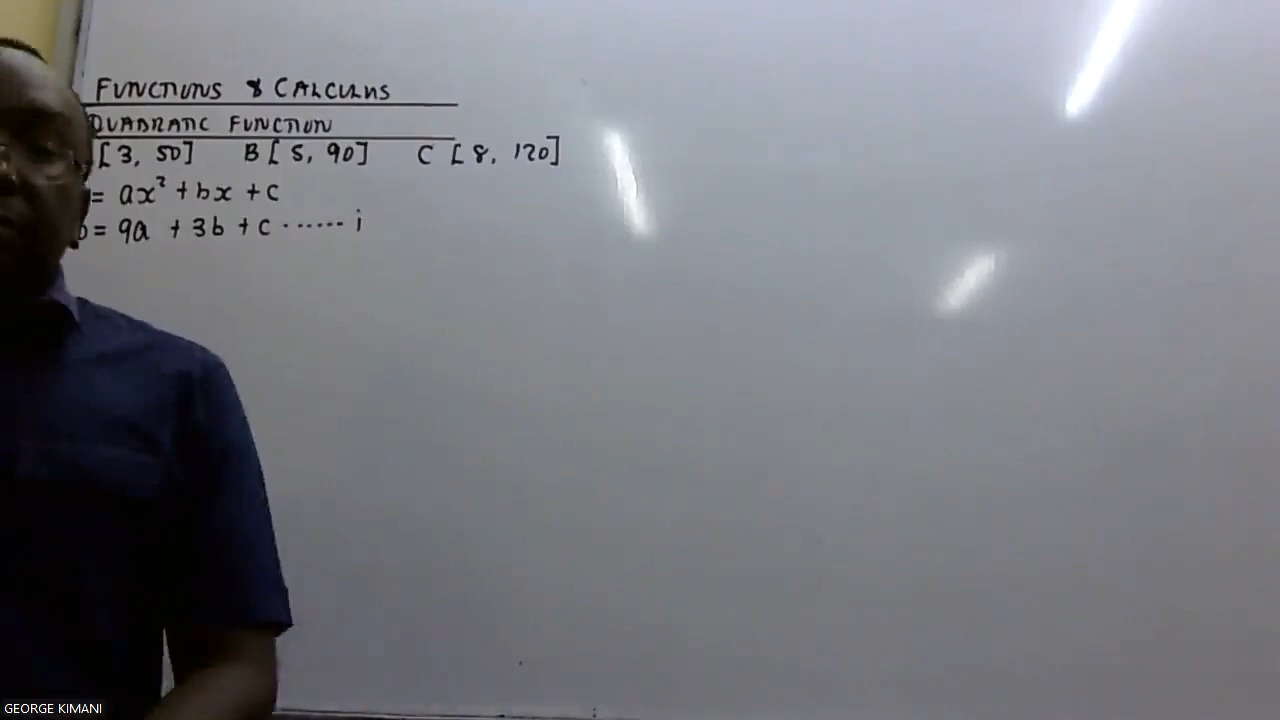 FUNCTIONS & CALCULUS
QUADRATIC FUNCTION
[3, 50] B[5, 90] C [8, 120]
= ax² + bx + c
= 9a + 3b + c ······· i
GEORGE KIMANI